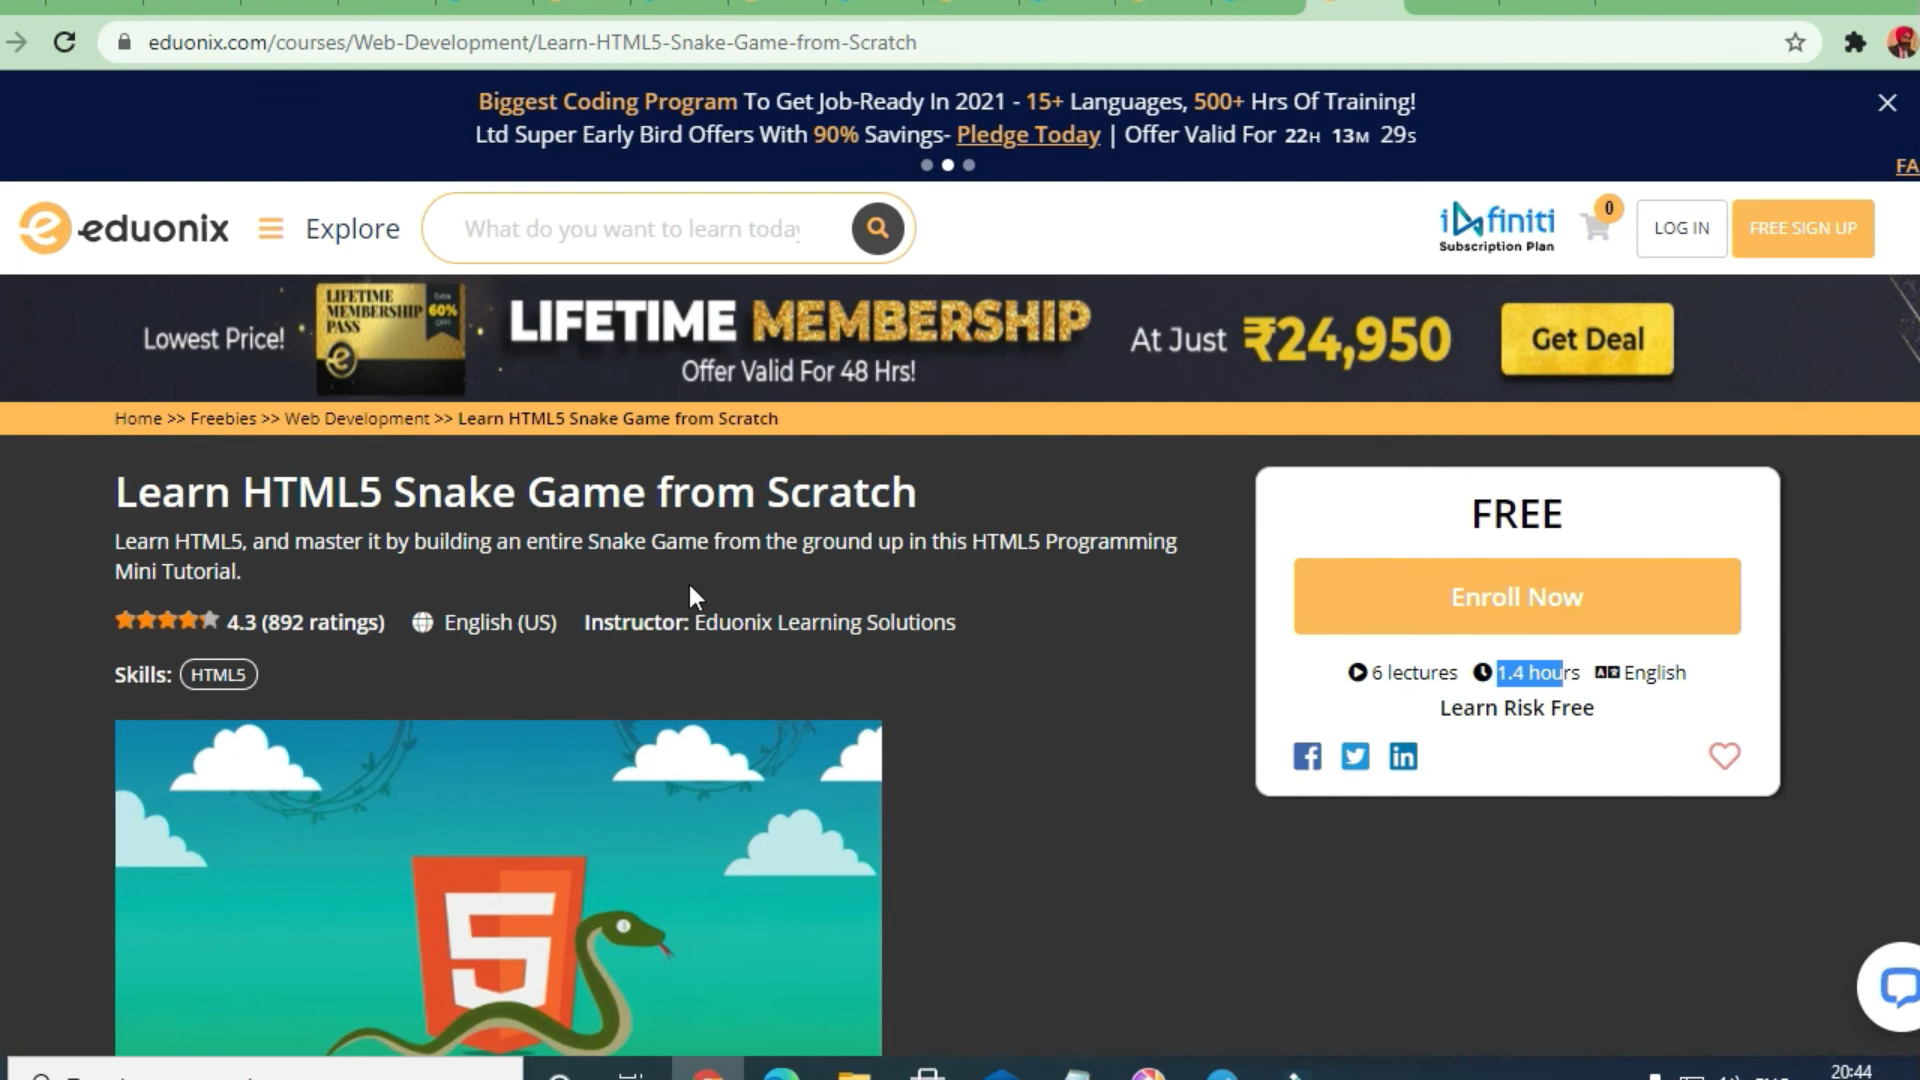 eduonix.com/courses/Web-Development/Learn-HTML5-Snake-Game-from-Scratch
Biggest Coding Program To Get Job-Ready In 2021 - 15+ Languages, 500+ Hrs Of Training!
Ltd Super Early Bird Offers With 90% Savings- Pledge Today | Offer Valid For 22H 13M 29S
FA
eduonix
Explore
What do you want to learn today
infiniti
Subscription Plan
0
LOG IN
FREE SIGN UP
Lowest Price!
LIFETIME
MEMBERSHIP
PASS
Extra
60%
OFF
LIFETIME MEMBERSHIP
Offer Valid For 48 Hrs!
At Just ₹24,950
Get Deal
Home >> Freebies >> Web Development >> Learn HTML5 Snake Game from Scratch
Learn HTML5 Snake Game from Scratch
Learn HTML5, and master it by building an entire Snake Game from the ground up in this HTML5 Programming
Mini Tutorial.
4.3 (892 ratings) English (US) Instructor: Eduonix Learning Solutions
Skills: HTML5
FREE
Enroll Now
6 lectures 1.4 hours English
Learn Risk Free
5
20:44